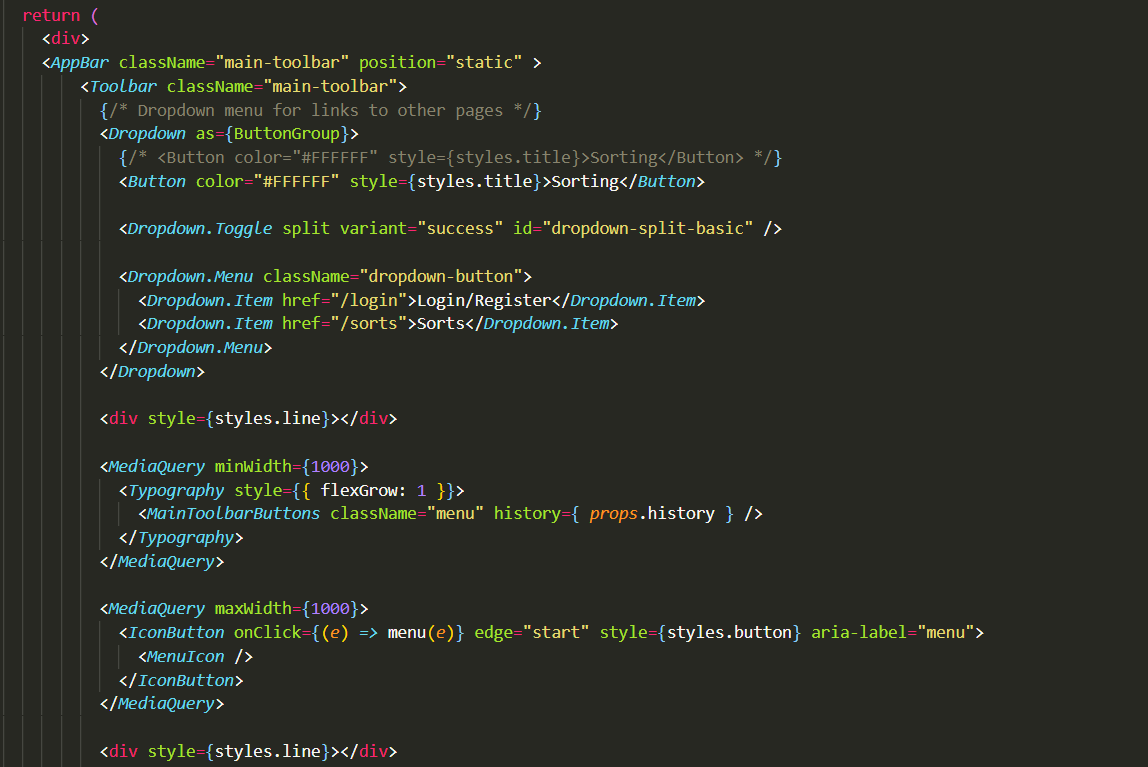 return (
<div>
<AppBar className="main-toolbar" position="static" >
<Toolbar className="main-toolbar">
{/* Dropdown menu for links to other pages */}
<Dropdown as={ButtonGroup}>
{/* <Button color="#FFFFFF" style={styles.title}>Sorting</Button> */}
<Button color="#FFFFFF" style={styles.title}>Sorting</Button>
<Dropdown.Toggle split variant="success" id="dropdown-split-basic" />
<Dropdown.Menu className="dropdown-button">
<Dropdown.Item href="/login">Login/Register</Dropdown.Item>
<Dropdown.Item href="/sorts">Sorts</Dropdown.Item>
</Dropdown.Menu>
</Dropdown>
<div style={styles.line}></div>
<MediaQuery minWidth={1000}>
<Typography style={{ flexGrow: 1 }}>
<MainToolbarButtons className="menu" history={ props.history } />
</Typography>
</MediaQuery>
<MediaQuery maxWidth={1000}>
<IconButton onClick={(e) => menu(e)} edge="start" style={styles.button} aria-label="menu">
<MenuIcon />
</IconButton>
</MediaQuery>
<div style={styles.line}></div>